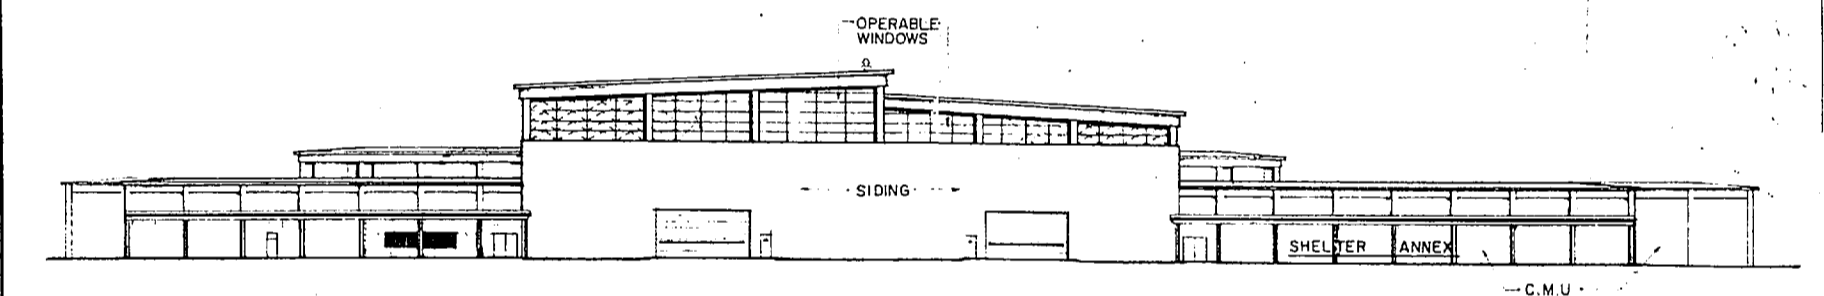 OPERABLE
WINDOWS
SIDING
SHELTER ANNEX
C.M.U